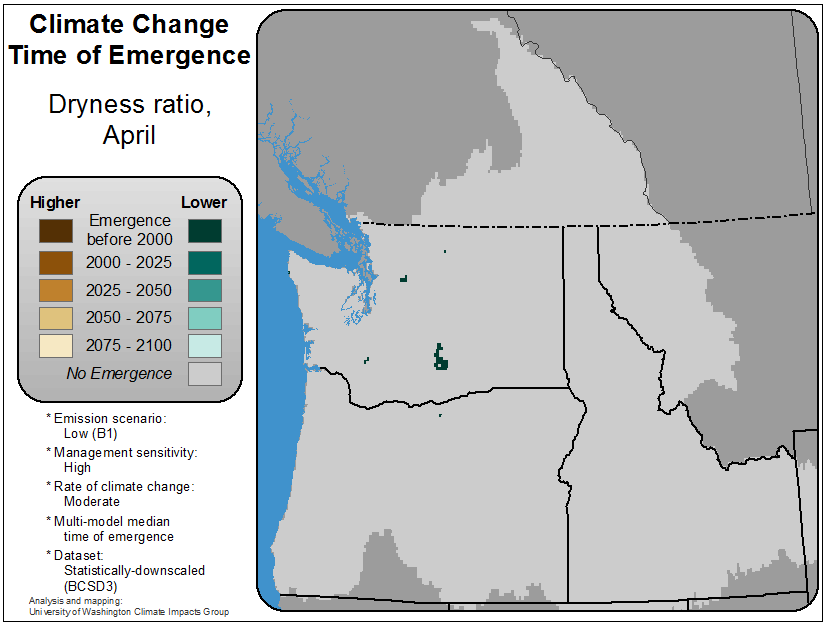 Climate Change
Time of Emergence
Dryness ratio,
April
Higher Lower
Emergence
before 2000
2000 - 2025
2025 - 2050
2050 - 2075
2075 - 2100
No Emergence
* Emission scenario:
Low (B1)
* Management sensitivity:
High
* Rate of climate change:
Moderate
* Multi-model median
time of emergence
* Dataset:
Statistically-downscaled
(BCSD3)
Analysis and mapping:
University of Washington Climate Impacts Group